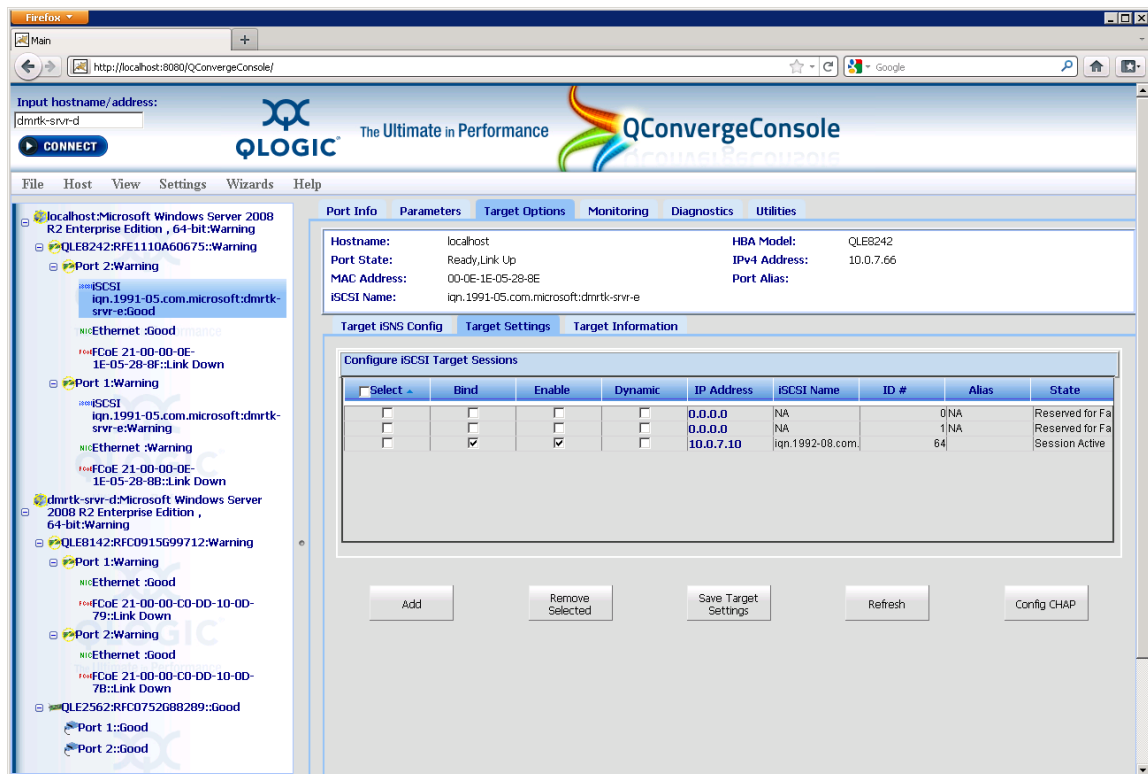 Firefox
Main
http://localhost:8080/QConvergeConsole/
Google
Input hostname/address:
dmrtk-srvr-d
CONNECT
QLOGIC
The Ultimate in Performance
QConvergeConsole
File Host View Settings Wizards Help
localhost:Microsoft Windows Server 2008
R2 Enterprise Edition , 64-bit:Warning
QLE8242:RFE1110A60675::Warning
Port 2:Warning
iSCSI
iqn.1991-05.com.microsoft:dmrtk-
srvr-e:Good
NIC Ethernet :Good
FCoE 21-00-00-0E-
1E-05-28-8F::Link Down
Port 1:Warning
iSCSI
iqn.1991-05.com.microsoft:dmrtk-
srvr-e:Warning
NIC Ethernet :Warning
FCoE 21-00-00-0E-
1E-05-28-8B::Link Down
dmrtk-srvr-d:Microsoft Windows Server
2008 R2 Enterprise Edition ,
64-bit:Warning
QLE8142:RFC0915G99712:Warning
Port 1:Warning
NIC Ethernet :Good
FCoE 21-00-00-C0-DD-10-0D-
79::Link Down
Port 2:Warning
NIC Ethernet :Good
FCoE 21-00-00-C0-DD-10-0D-
7B::Link Down
QLE2562:RFC0752G88289::Good
Port 1::Good
Port 2::Good
Port Info Parameters Target Options Monitoring Diagnostics Utilities
Hostname: localhost HBA Model: QLE8242
Port State: Ready,Link Up IPv4 Address: 10.0.7.66
MAC Address: 00-0E-1E-05-28-8E Port Alias:
iSCSI Name: iqn.1991-05.com.microsoft:dmrtk-srvr-e
Target iSNS Config Target Settings Target Information
Configure iSCSI Target Sessions
Select Bind Enable Dynamic IP Address iSCSI Name ID # Alias State
0.0.0.0 NA 0 NA Reserved for Fa
0.0.0.0 NA 1 NA Reserved for Fa
10.0.7.10 iqn.1992-08.com. 64 Session Active
Add
Remove
Selected
Save Target
Settings
Refresh
Config CHAP